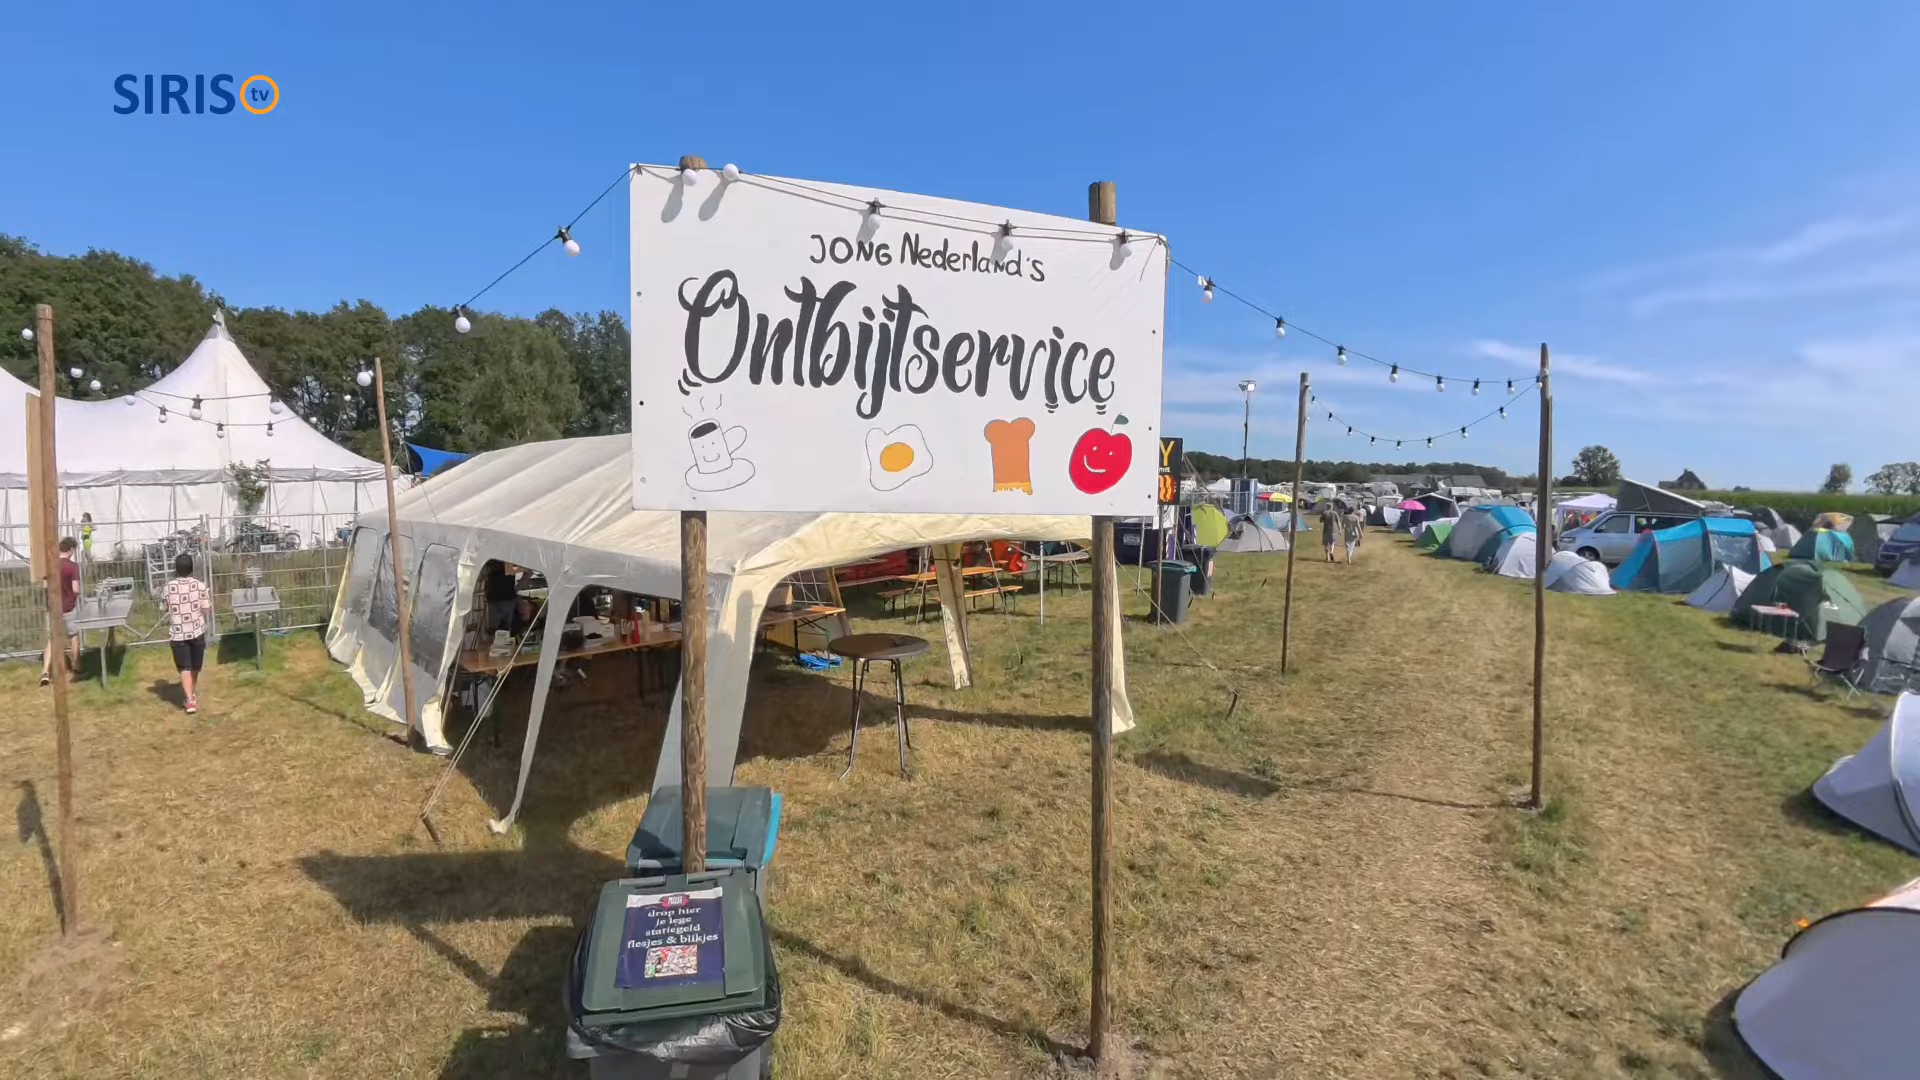 SIRIS tv
JONG Nederland's
Ontbijtservice
drop hier
je lege
statiegeld
flesjes & blikjes